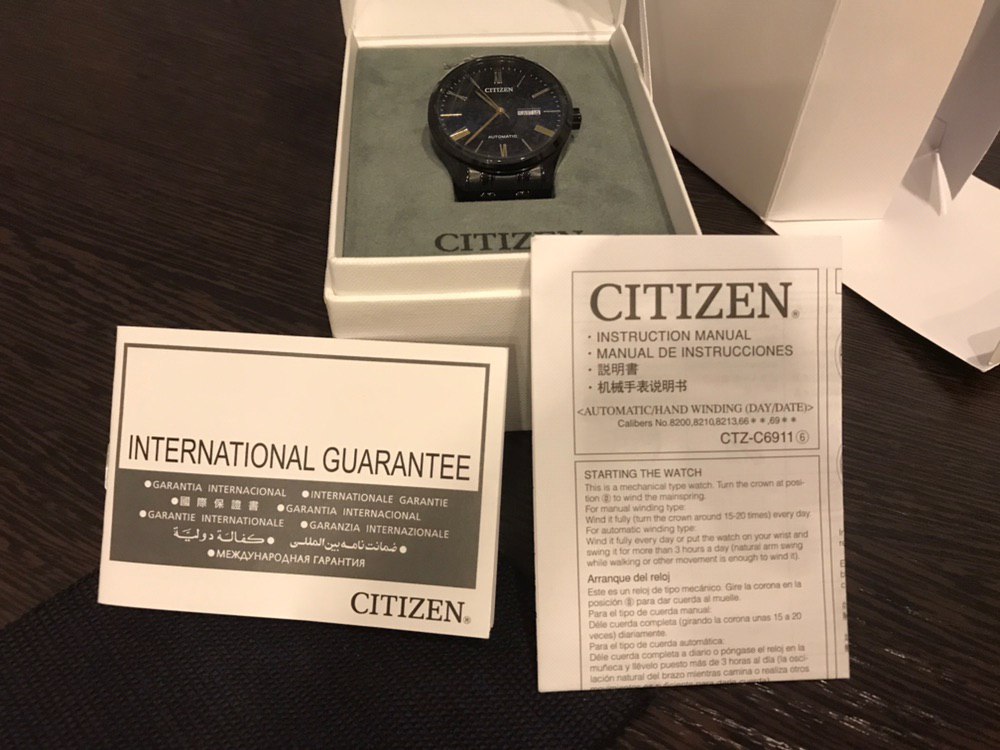 CITIZEN
AUTOMATIC
CITIZEN
INTERNATIONAL GUARANTEE
●GARANTIA INTERNACIONAL ●INTERNATIONALE GARANTIE
●國際保證書 ●GARANTIA INTERNACIONAL
●GARANTIE INTERNATIONALE ●GARANZIA INTERNAZIONALE
●ضمانت نامه بين المللى ●كفالة دولية
●МЕЖДУНАРОДНАЯ ГАРАНТИЯ
CITIZEN®
CITIZEN®
・INSTRUCTION MANUAL
・MANUAL DE INSTRUCCIONES
・説明書
・机械手表说明书
<AUTOMATIC/HAND WINDING (DAY/DATE)>
Calibers No.8200,8210,8213,66**,69**
CTZ-C6911⑥
STARTING THE WATCH
This is a mechanical type watch. Turn the crown at posi-
tion ⓪ to wind the mainspring.
For manual winding type:
Wind it fully (turn the crown around 15-20 times) every day.
For automatic winding type:
Wind it fully every day or put the watch on your wrist and
swing it for more than 3 hours a day (natural arm swing
while walking or other movement is enough to wind it).
Arranque del reloj
Este es un reloj de tipo mecánico. Gire la corona en la
posición ⓪ para dar cuerda al muelle.
Para el tipo de cuerda manual:
Déle cuerda completa (girando la corona unas 15 a 20
veces) diariamente.
Para el tipo de cuerda automática:
Déle cuerda completa a diario o póngase el reloj en la
muñeca y llévelo puesto más de 3 horas al día (la osci-
lación natural del brazo mientras camina o realiza otros